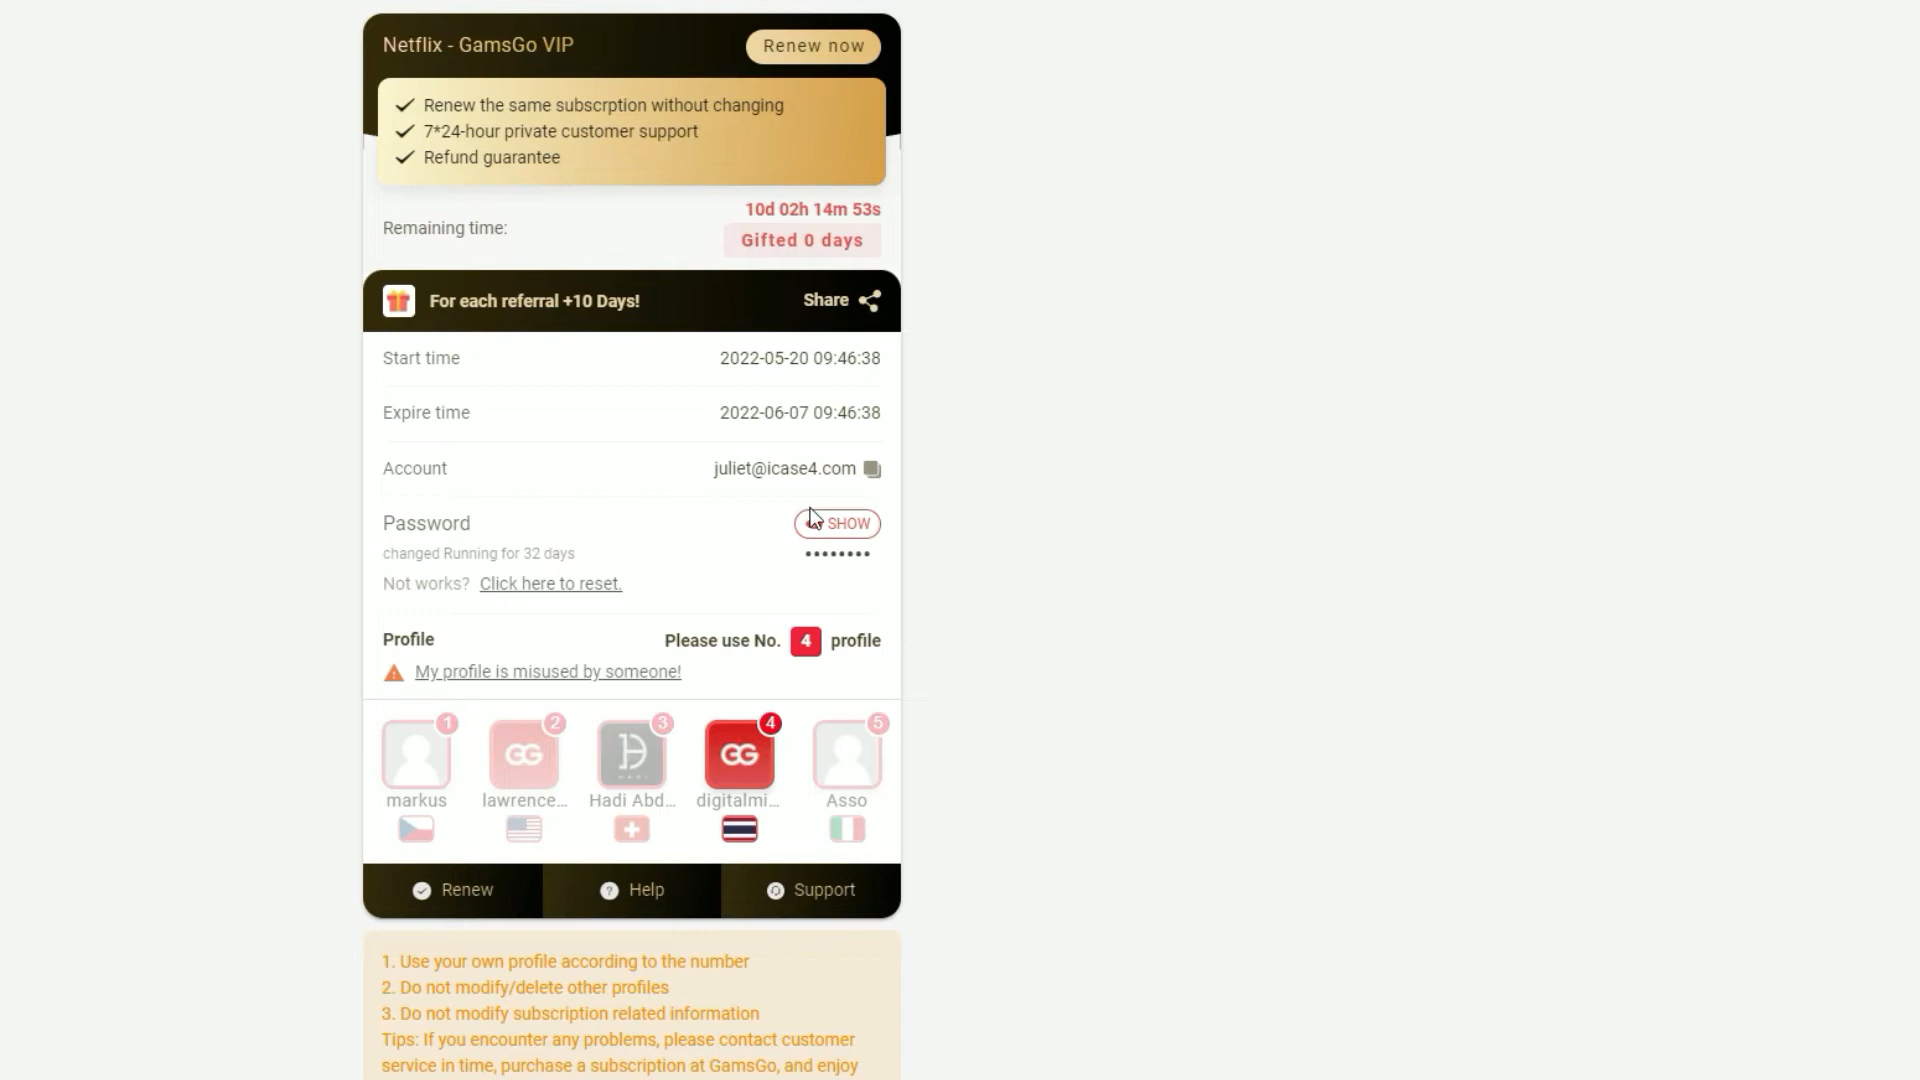 Netflix - GamsGo VIP
Renew now
Renew the same subscrption without changing
7*24-hour private customer support
Refund guarantee
Remaining time:
10d 02h 14m 53s
Gifted 0 days
For each referral +10 Days!
Share
Start time
2022-05-20 09:46:38
Expire time
2022-06-07 09:46:38
Account
juliet@icase4.com
Password
SHOW
changed Running for 32 days
••••••••
Not works? Click here to reset.
Profile
Please use No. 4 profile
My profile is misused by someone!
1
2
3
4
5
GG
GG
markus
lawrence...
Hadi Abd...
digitalmi...
Asso
Renew
Help
Support
1. Use your own profile according to the number
2. Do not modify/delete other profiles
3. Do not modify subscription related information
Tips: If you encounter any problems, please contact customer
service in time, purchase a subscription at GamsGo, and enjoy